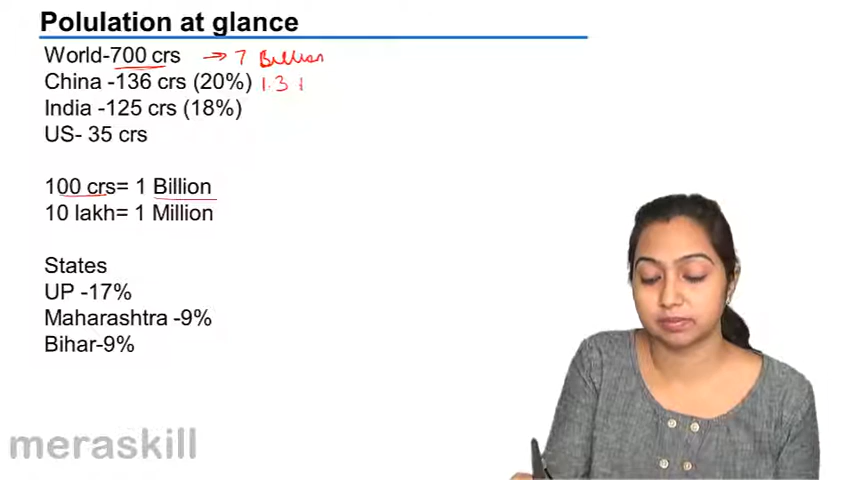 Polulation at glance
World-700 crs → 7 Billion
China -136 crs (20%) 1.3
India -125 crs (18%)
US- 35 crs
100 crs= 1 Billion
10 lakh= 1 Million
States
UP -17%
Maharashtra -9%
Bihar-9%
meraskill